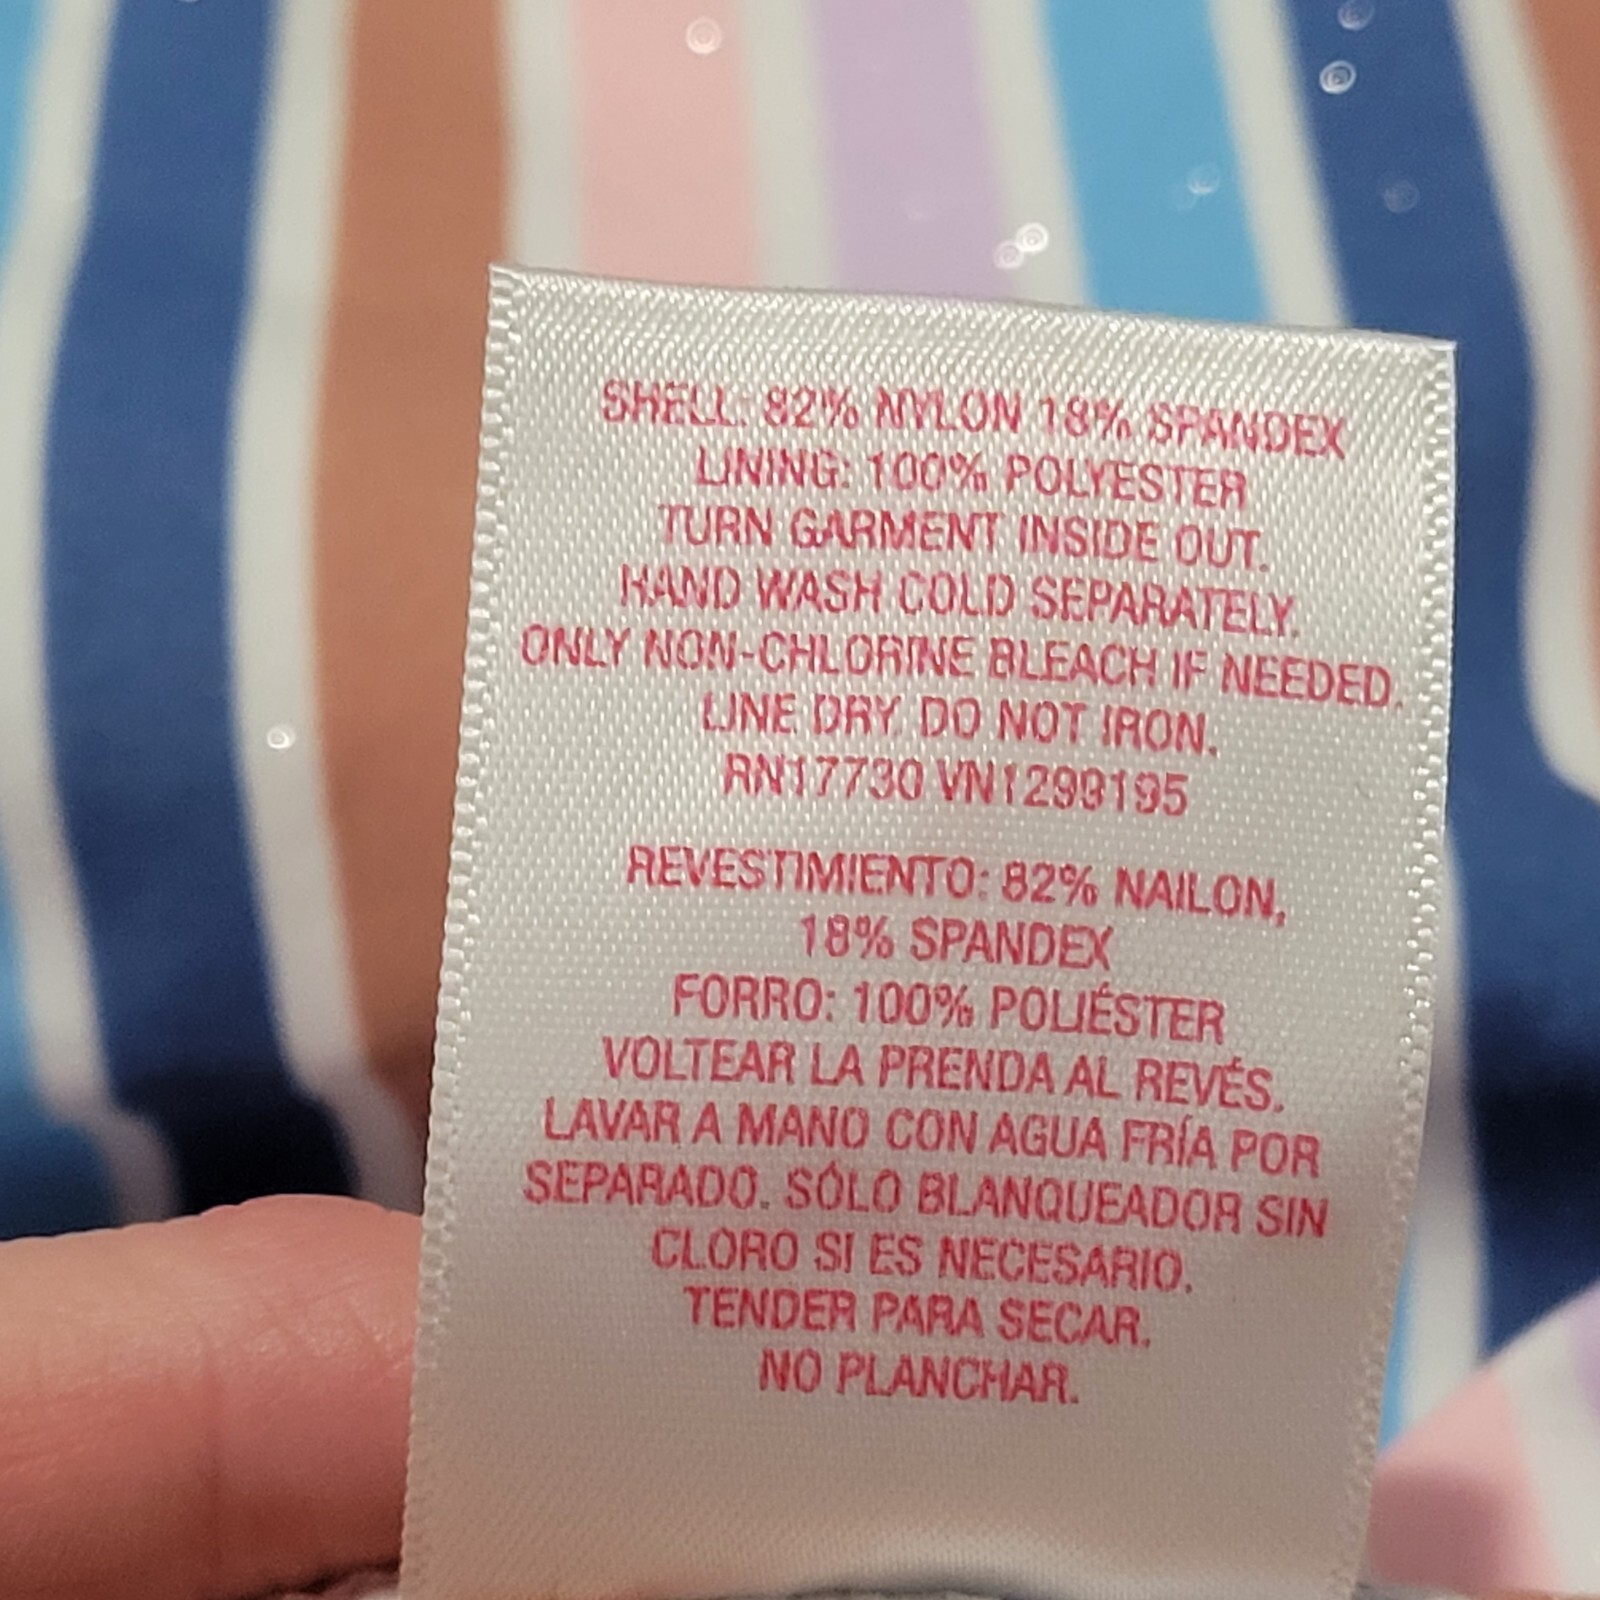 SHELL: 82% NYLON 18% SPANDEX
LINING: 100% POLYESTER
TURN GARMENT INSIDE OUT.
HAND WASH COLD SEPARATELY.
ONLY NON-CHLORINE BLEACH IF NEEDED.
LINE DRY. DO NOT IRON.
RN17730 VN1299195
REVESTIMIENTO: 82% NAILON,
18% SPANDEX
FORRO: 100% POLIÉSTER
VOLTEAR LA PRENDA AL REVÉS.
LAVAR A MANO CON AGUA FRÍA POR
SEPARADO. SÓLO BLANQUEADOR SIN
CLORO SI ES NECESARIO.
TENDER PARA SECAR.
NO PLANCHAR.